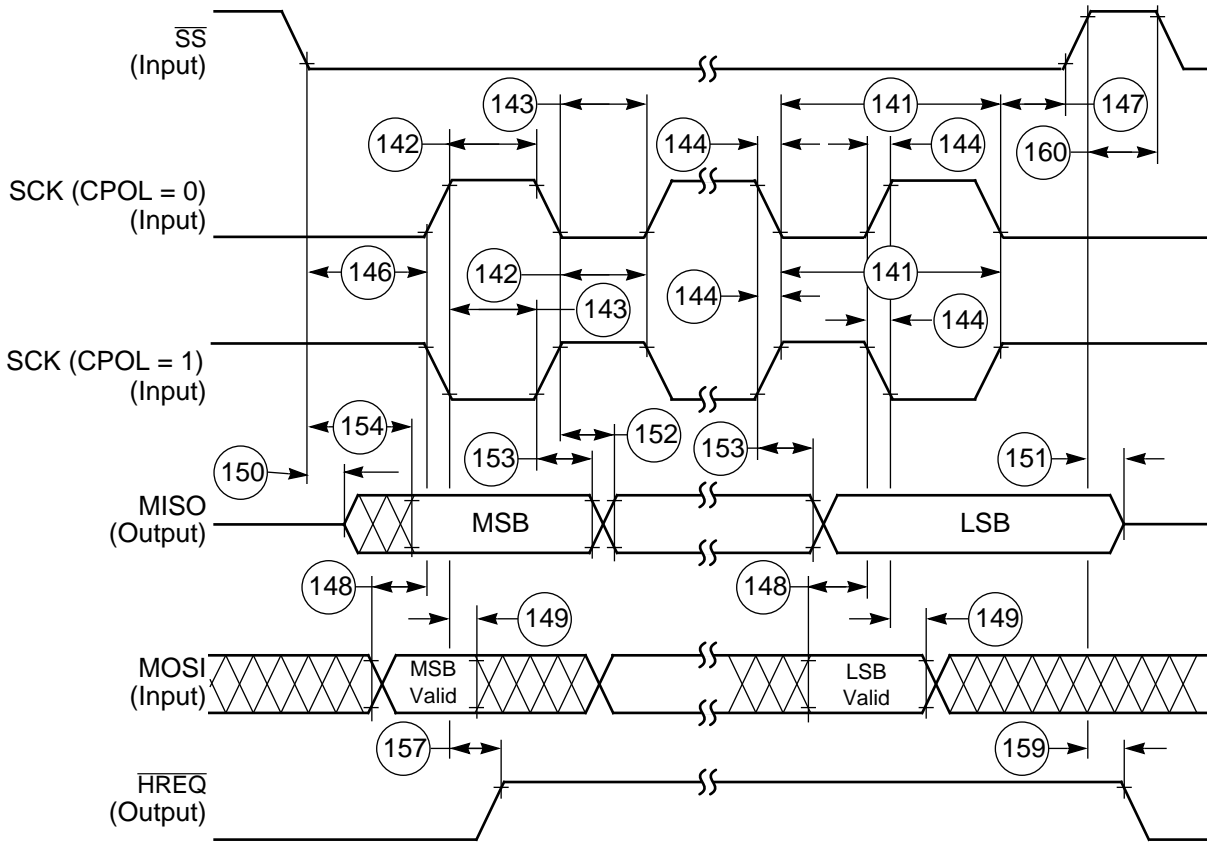 SS
(Input)
143
141
147
142
144
144
160
SCK (CPOL = 0)
(Input)
146
142
141
144
143
144
SCK (CPOL = 1)
(Input)
154
152
153
153
150
151
MISO
(Output)
MSB
LSB
148
148
149
149
MOSI
(Input)
MSB
Valid
LSB
Valid
157
159
HREQ
(Output)